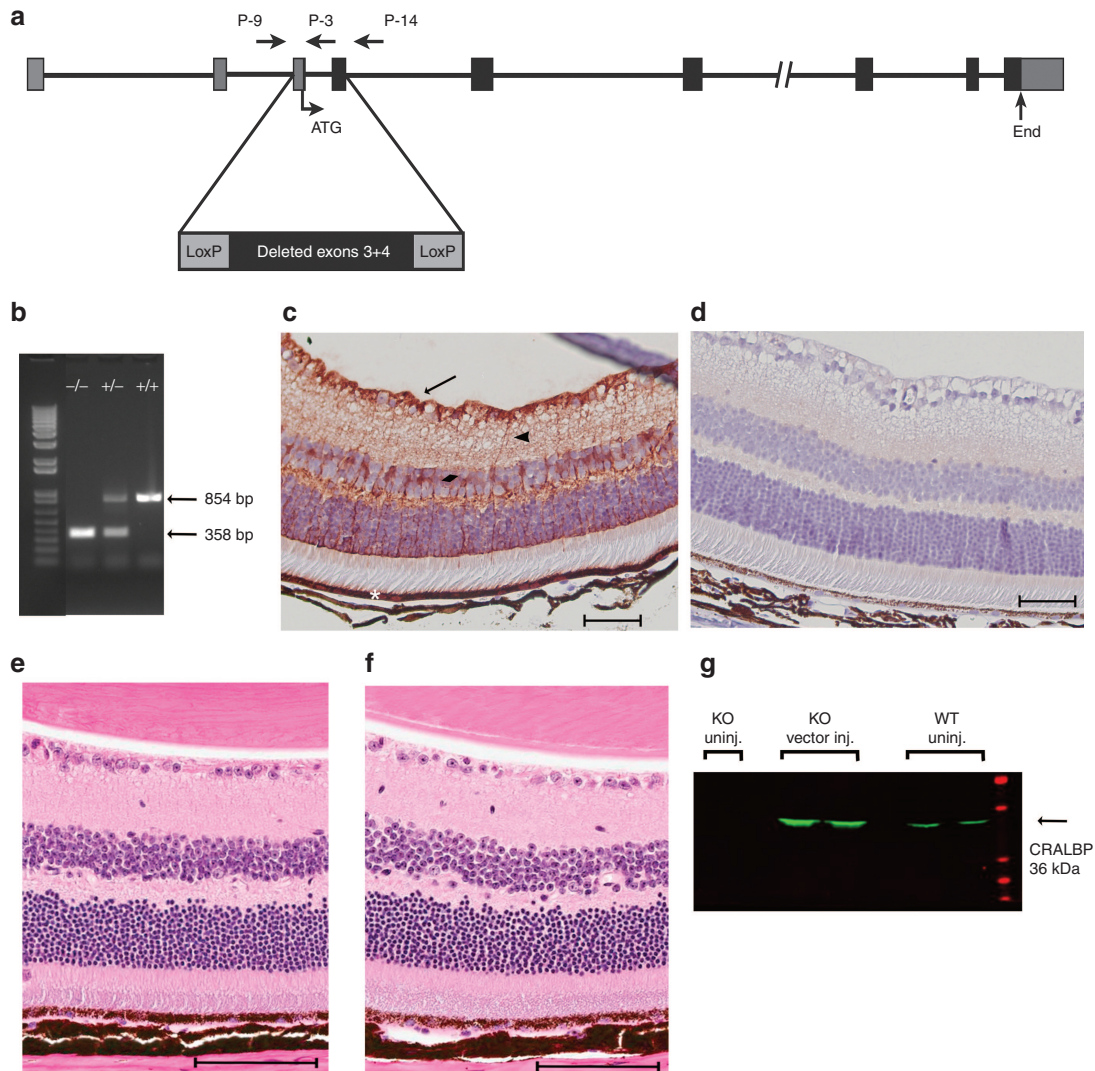 a
P-9
P-3
P-14
ATG
End
LoxP
Deleted exons 3+4
LoxP
b
–/–
+/–
+/+
854 bp
358 bp
c
*
d
e
f
g
KO
uninj.
KO
vector inj.
WT
uninj.
CRALBP
36 kDa